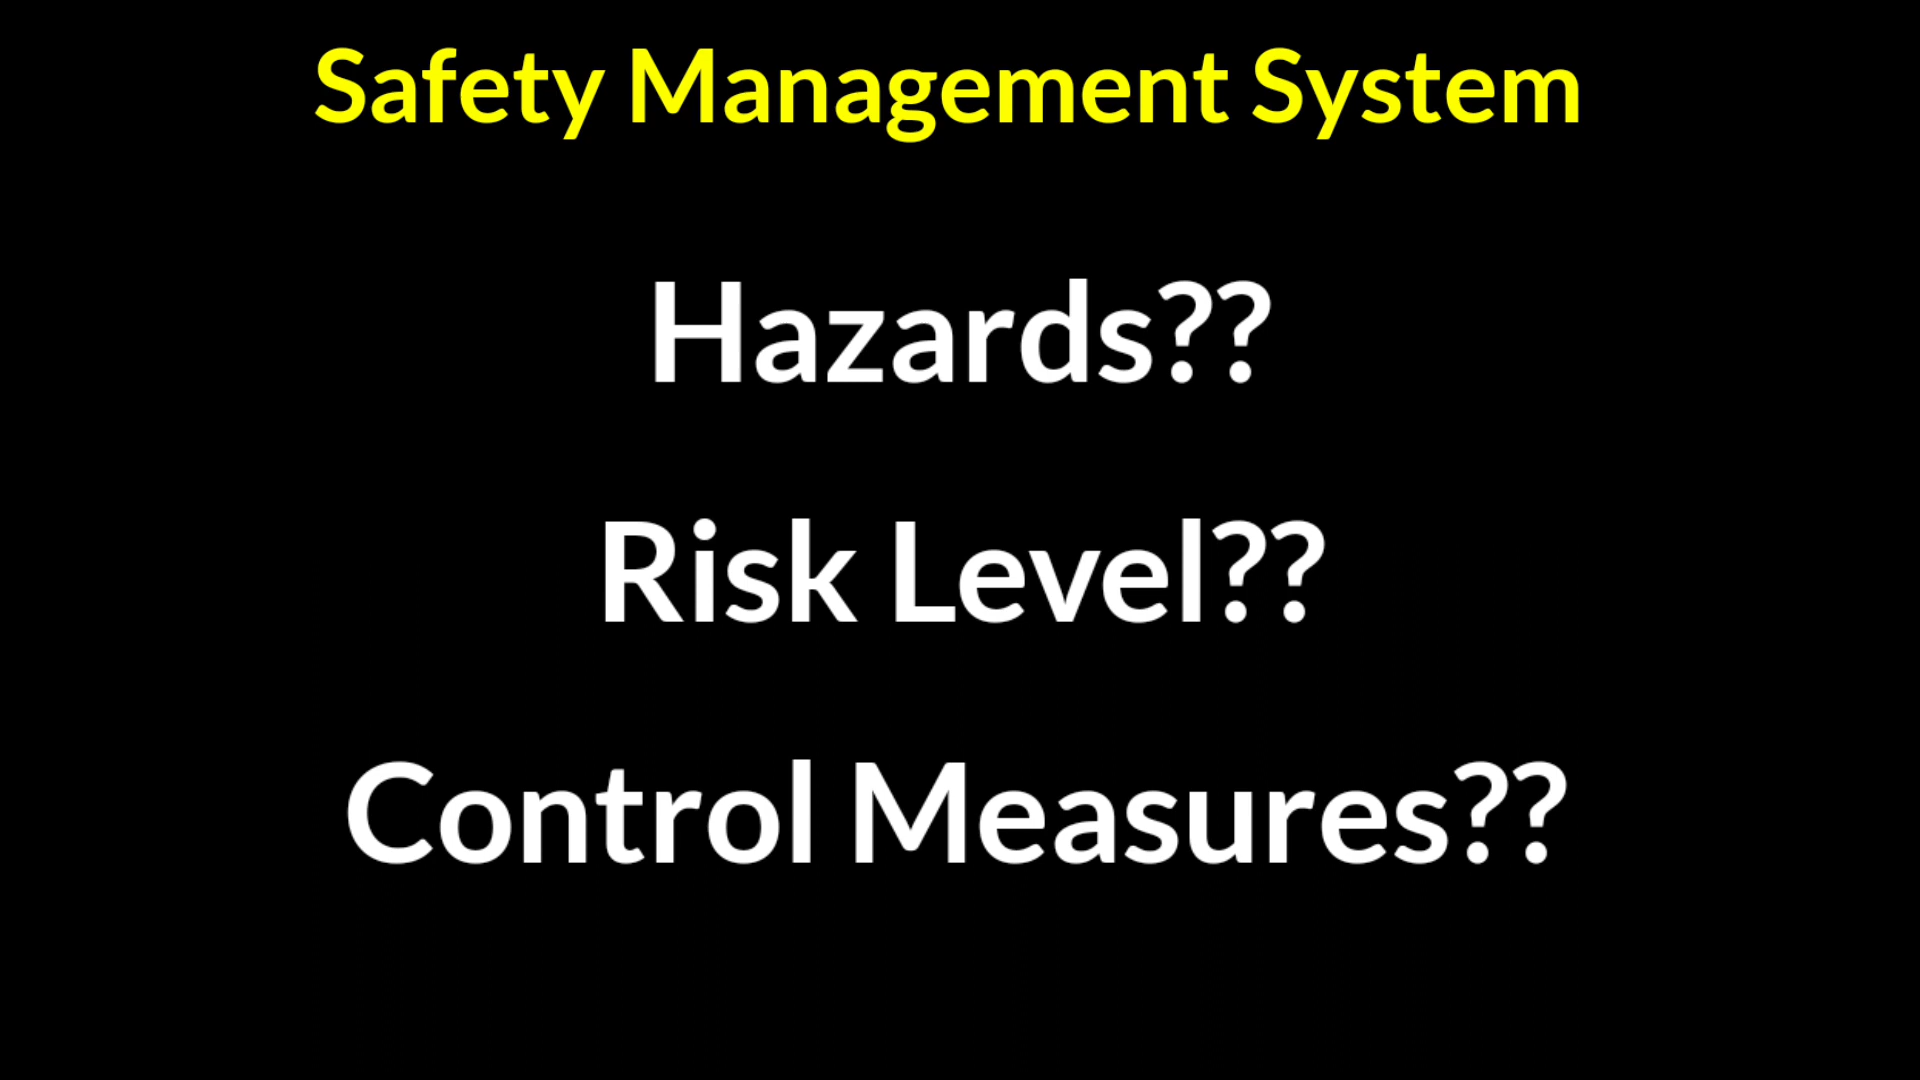 Safety Management System
Hazards??
Risk Level??
Control Measures??